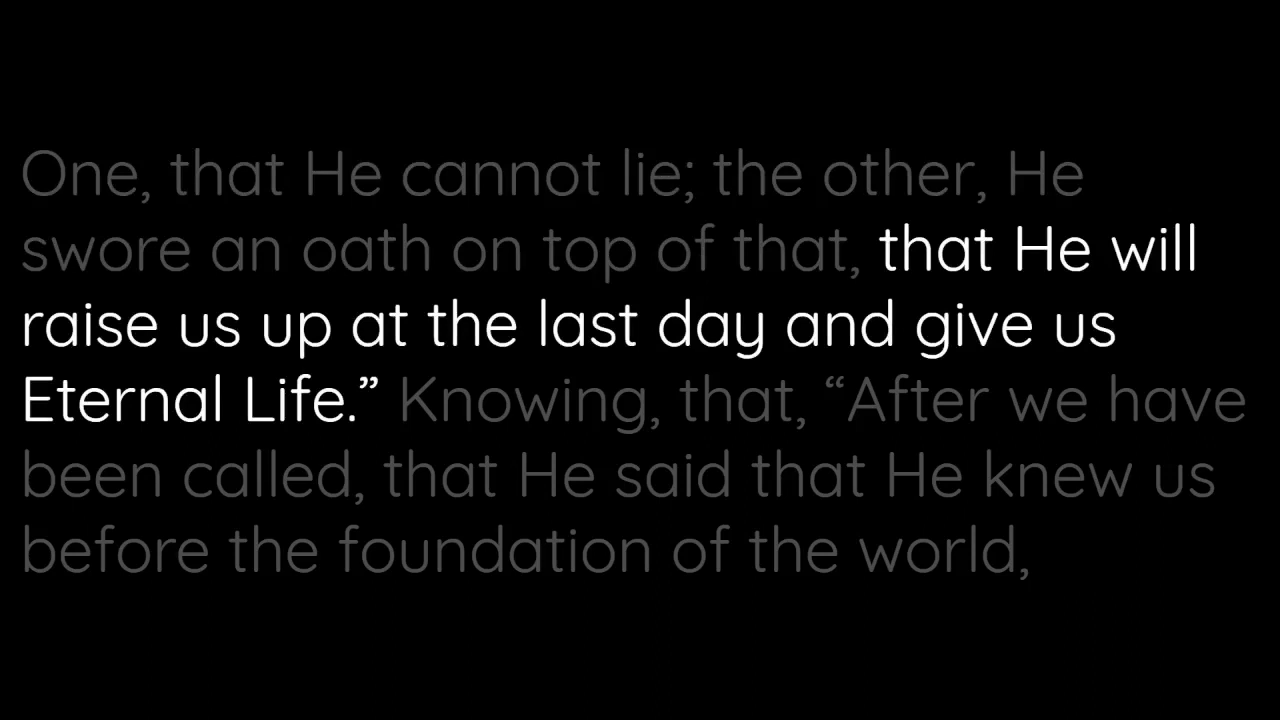 One, that He cannot lie; the other, He
swore an oath on top of that, that He will
raise us up at the last day and give us
Eternal Life.” Knowing, that, “After we have
been called, that He said that He knew us
before the foundation of the world,